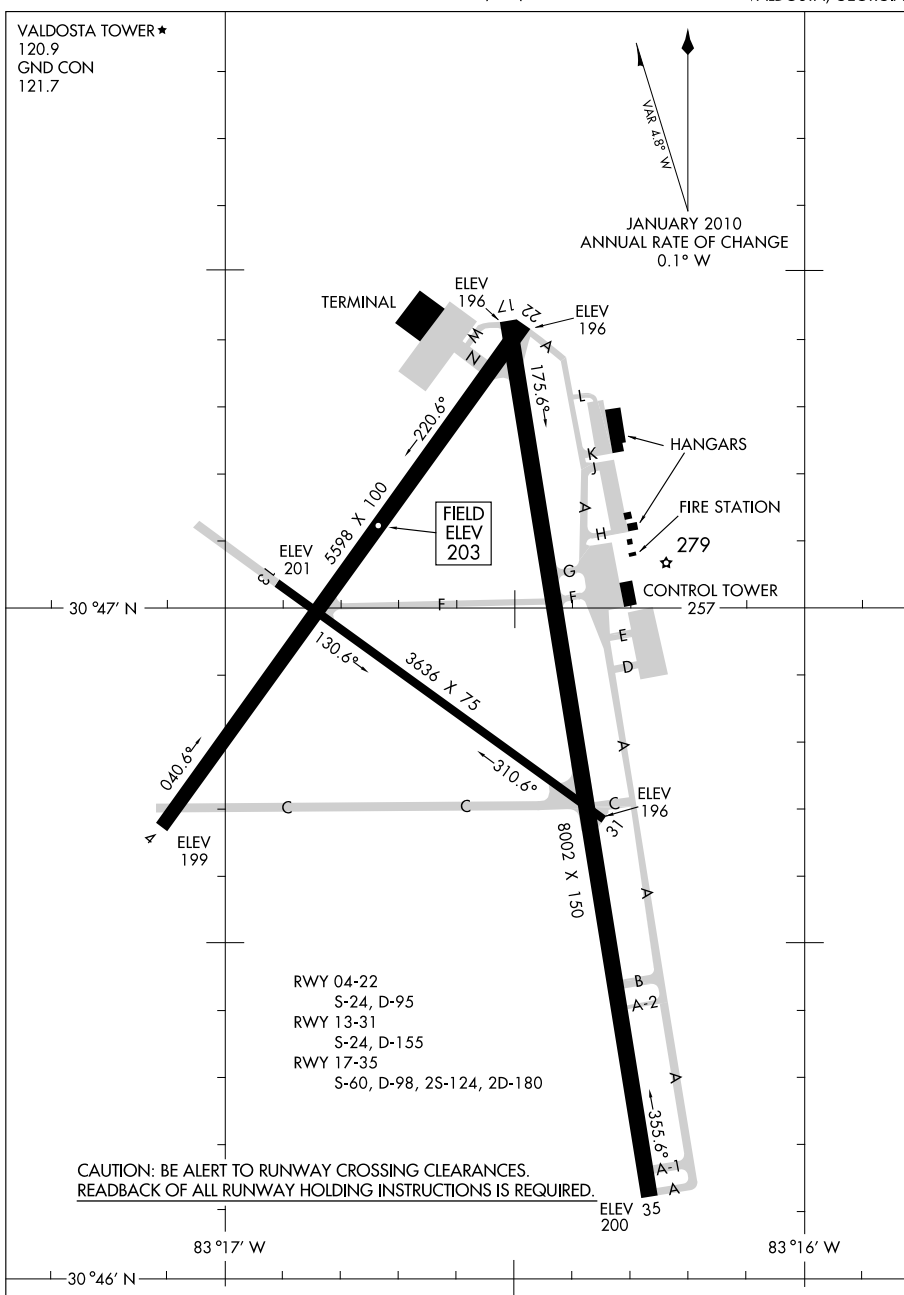 VALDOSTA, GEORGIA
VALDOSTA TOWER★
120.9
GND CON
121.7
VAR 4.8° W
JANUARY 2010
ANNUAL RATE OF CHANGE
0.1° W
TERMINAL
ELEV
196
17
22
ELEV
196
W
N
A
175.6°
L
220.6°
HANGARS
K
J
5598 X 100
FIELD
ELEV
203
A
H
FIRE STATION
279
ELEV
201
13
G
CONTROL TOWER
257
30°47' N
F
F
E
D
130.6°
3636 X 75
A
040.6°
310.6°
C
C
C
ELEV
196
31
4
ELEV
199
8002 X 150
A
RWY 04-22
S-24, D-95
RWY 13-31
S-24, D-155
RWY 17-35
S-60, D-98, 2S-124, 2D-180
B
A-2
A
355.6°
A-1
A
CAUTION: BE ALERT TO RUNWAY CROSSING CLEARANCES.
READBACK OF ALL RUNWAY HOLDING INSTRUCTIONS IS REQUIRED.
ELEV
200
35
83°17' W
83°16' W
30°46' N